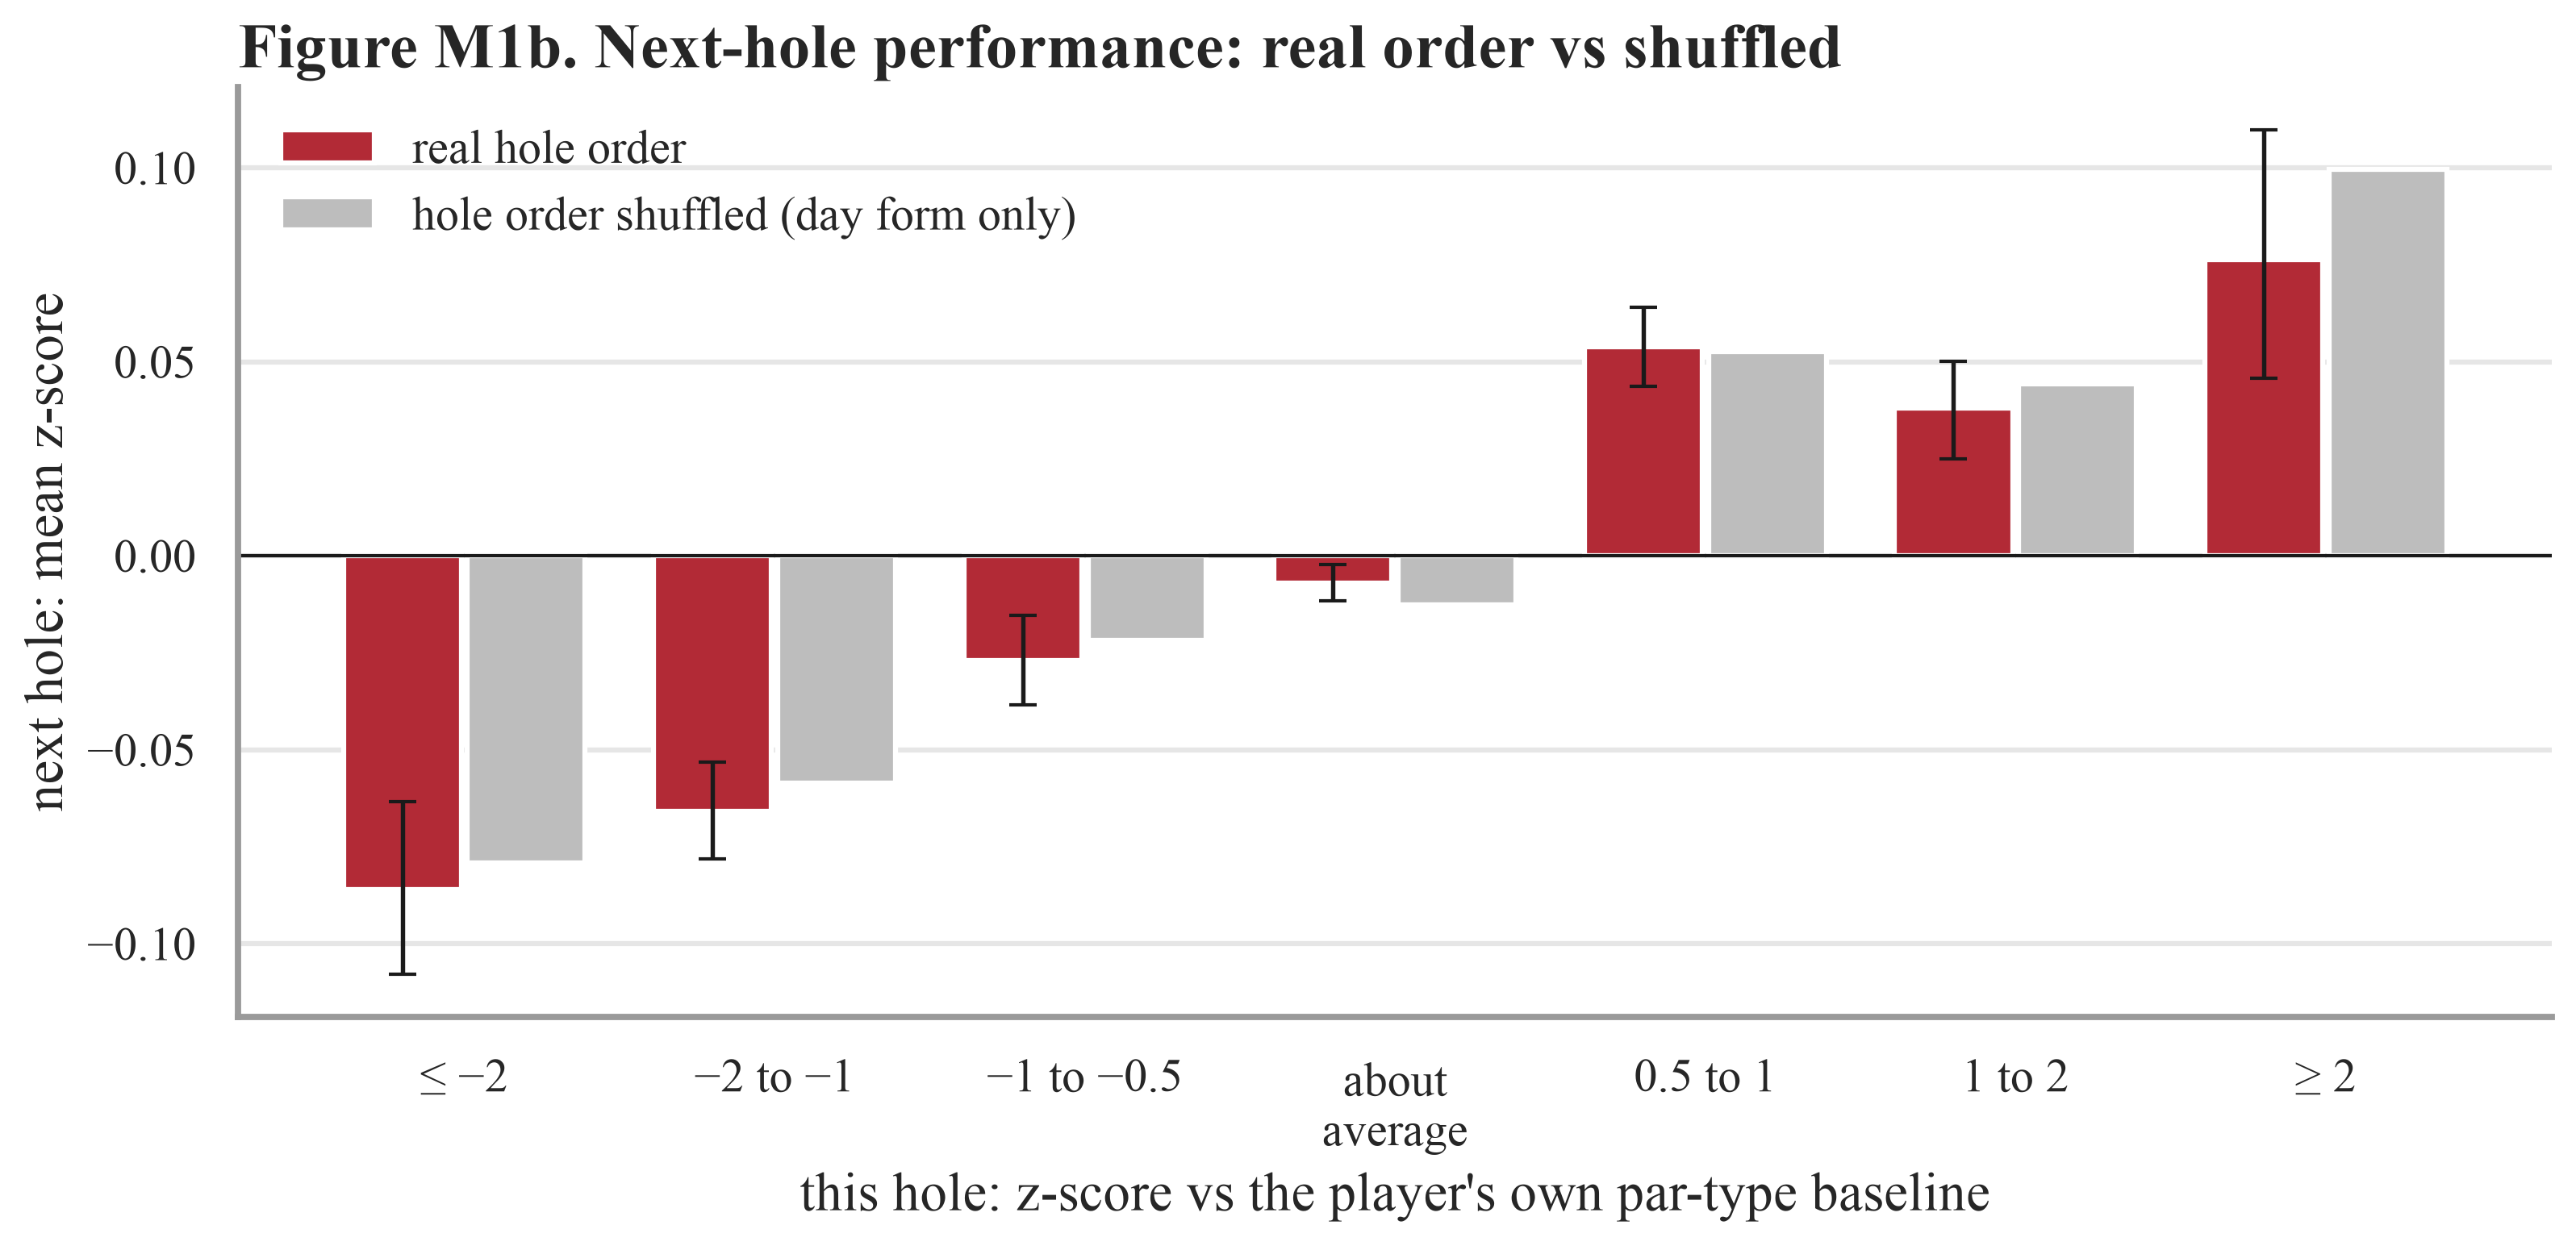 Figure M1b. Next-hole performance: real order vs shuffled
real hole order
hole order shuffled (day form only)
next hole: mean z-score
0.10
0.05
0.00
−0.05
−0.10
≤ −2
−2 to −1
−1 to −0.5
about
average
0.5 to 1
1 to 2
≥ 2
this hole: z-score vs the player's own par-type baseline